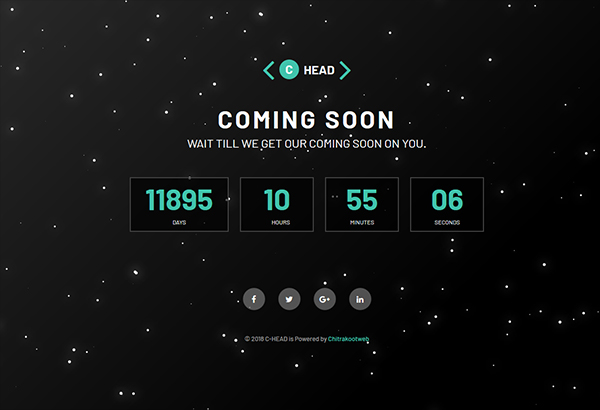 C HEAD
COMING SOON
WAIT TILL WE GET OUR COMING SOON ON YOU.
11895 10 55 06
DAYS HOURS MINUTES SECONDS
f G+ in
© 2018 C-HEAD is Powered by Chitrakootweb